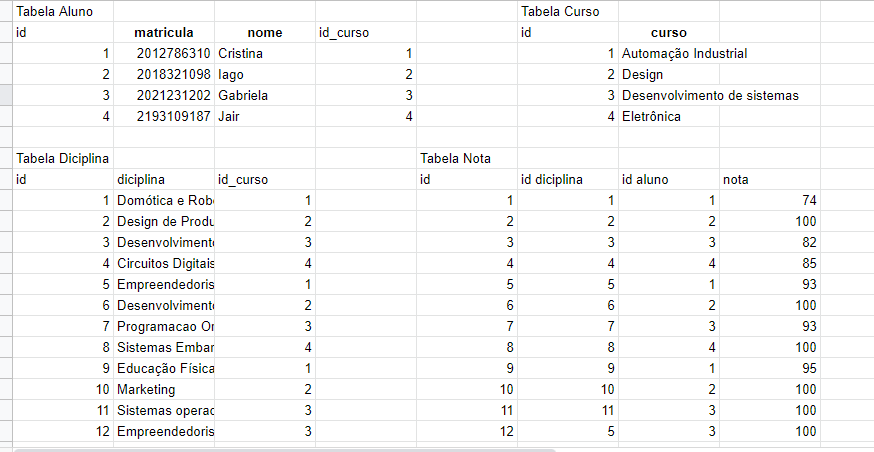 Tabela Aluno Tabela Curso
id matricula nome id_curso id curso
1 2012786310 Cristina 1 1 Automação Industrial
2 2018321098 Iago 2 2 Design
3 2021231202 Gabriela 3 3 Desenvolvimento de sistemas
4 2193109187 Jair 4 4 Eletrônica
Tabela Diciplina Tabela Nota
id diciplina id_curso id id diciplina id aluno nota
1 Domótica e Rob 1 1 1 1 74
2 Design de Produ 2 2 2 2 100
3 Desenvolvimento 3 3 3 3 82
4 Circuitos Digitais 4 4 4 4 85
5 Empreendedoris 1 5 5 1 93
6 Desenvolvimento 2 6 6 2 100
7 Programacao Or 3 7 7 3 93
8 Sistemas Embar 4 8 8 4 100
9 Educação Física 1 9 9 1 95
10 Marketing 2 10 10 2 100
11 Sistemas operac 3 11 11 3 100
12 Empreendedoris 3 12 5 3 100